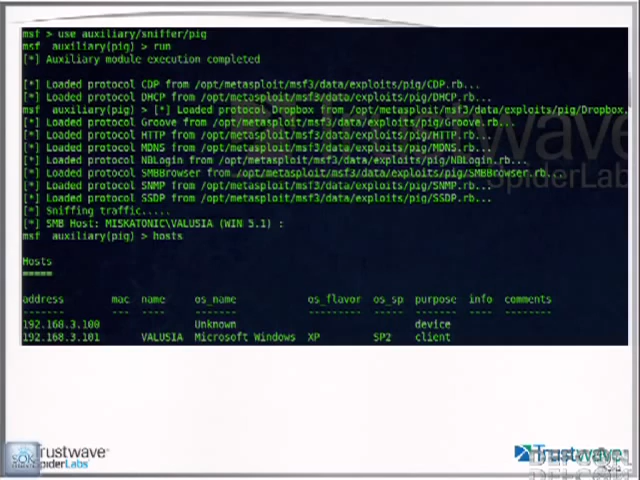 msf > use auxiliary/sniffer/pig
msf  auxiliary(pig) > run
[*] Auxiliary module execution completed
[*] Loaded protocol CDP from /opt/metasploit/msf3/data/exploits/pig/CDP.rb...
[*] Loaded protocol DHCP from /opt/metasploit/msf3/data/exploits/pig/DHCP.rb...
msf  auxiliary(pig) > [*] Loaded protocol Dropbox from /opt/metasploit/msf3/data/exploits/pig/Dropbox.
[*] Loaded protocol Groove from /opt/metasploit/msf3/data/exploits/pig/Groove.rb...
[*] Loaded protocol HTTP from /opt/metasploit/msf3/data/exploits/pig/HTTP.rb...
[*] Loaded protocol MDNS from /opt/metasploit/msf3/data/exploits/pig/MDNS.rb...
[*] Loaded protocol NBLogin from /opt/metasploit/msf3/data/exploits/pig/NBLogin.rb...
[*] Loaded protocol SMBBrowser from /opt/metasploit/msf3/data/exploits/pig/SMBBrowser.rb...
[*] Loaded protocol SNMP from /opt/metasploit/msf3/data/exploits/pig/SNMP.rb...
[*] Loaded protocol SSDP from /opt/metasploit/msf3/data/exploits/pig/SSDP.rb...
[*] Sniffing traffic.....
[*] SMB Host: MISKATONIC\VALUSIA (WIN 5.1) :
msf  auxiliary(pig) > hosts
Hosts
=====
address mac name os_name os_flavor os_sp purpose info comments
------- --- ---- ------- --------- ----- ------- ---- --------
192.168.3.100 Unknown device
192.168.3.101 VALUSIA Microsoft Windows XP SP2 client
wave
SpiderLabs
Trustwave
SpiderLabs
Trustwave
DEFCON